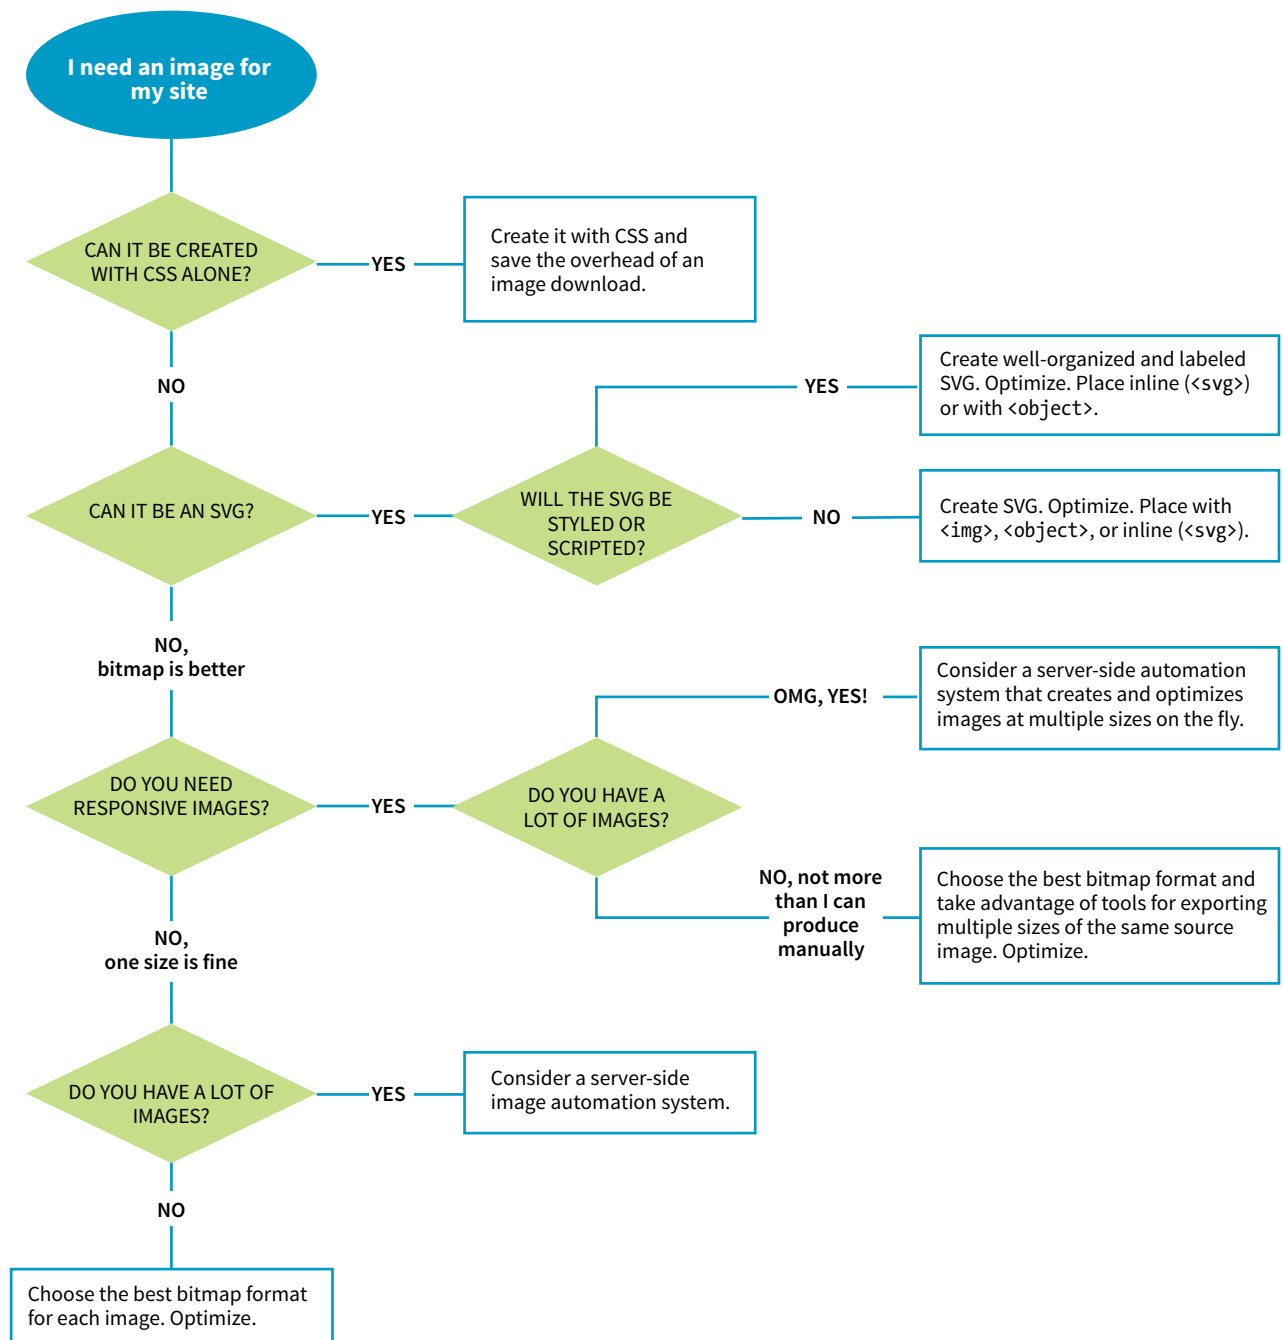 I need an image for
my site
CAN IT BE CREATED
WITH CSS ALONE?
YES
Create it with CSS and
save the overhead of an
image download.
NO
CAN IT BE AN SVG?
YES
WILL THE SVG BE
STYLED OR
SCRIPTED?
YES
Create well-organized and labeled
SVG. Optimize. Place inline (<svg>)
or with <object>.
NO
Create SVG. Optimize. Place with
<img>, <object>, or inline (<svg>).
NO,
bitmap is better
DO YOU NEED
RESPONSIVE IMAGES?
YES
DO YOU HAVE A
LOT OF IMAGES?
OMG, YES!
Consider a server-side automation
system that creates and optimizes
images at multiple sizes on the fly.
NO, not more
than I can
produce
manually
Choose the best bitmap format and
take advantage of tools for exporting
multiple sizes of the same source
image. Optimize.
NO,
one size is fine
DO YOU HAVE A LOT OF
IMAGES?
YES
Consider a server-side
image automation system.
NO
Choose the best bitmap format
for each image. Optimize.